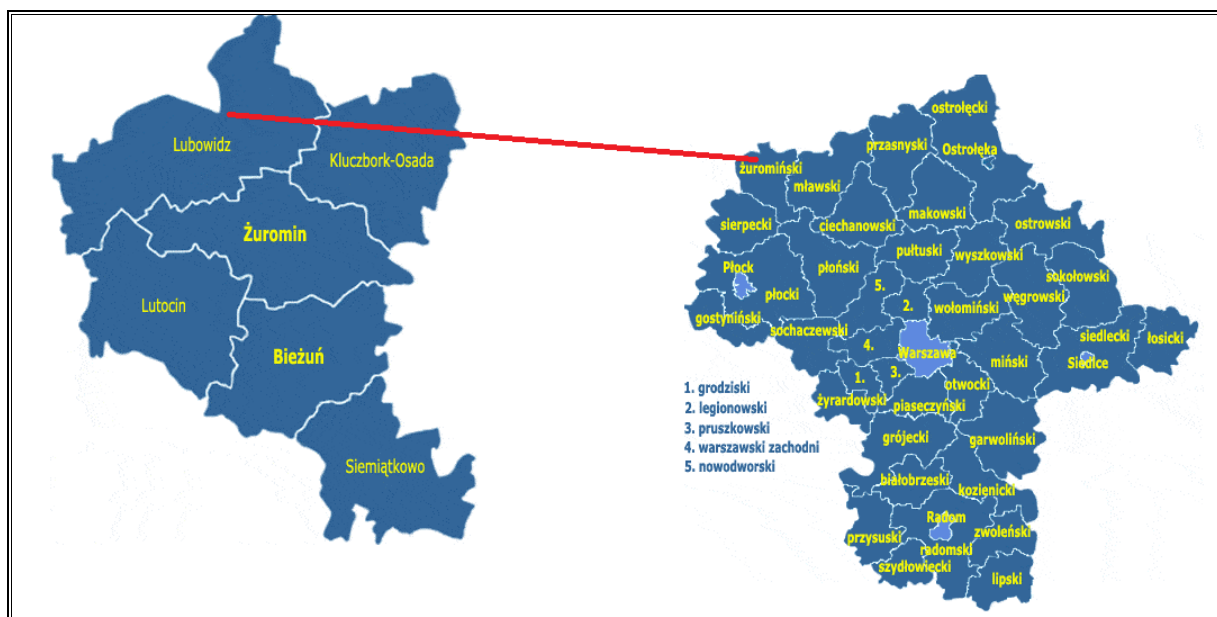 Lubowidz
Kluczbork-Osada
Żuromin
Lutocin
Bieżuń
Siemiątkowo
ostrołęcki
przasnyski
Ostrołęka
żuromiński
mławski
makowski
sierpecki
ciechanowski
ostrowski
pułtuski
wyszkowski
Płock
płoński
sokołowski
płocki
5.
węgrowski
2.
wołomiński
gostyniński
sochaczewski
siedlecki
łosicki
4.
Warszawa
miński
Siedlce
1.
3.
otwocki
żyrardowski
piaseczyński
1. grodziski
2. legionowski
3. pruszkowski
4. warszawski zachodni
5. nowodworski
grójecki
garwoliński
białobrzeski
kozienicki
Radom
przysuski
zwoleński
radomski
szydłowiecki
lipski